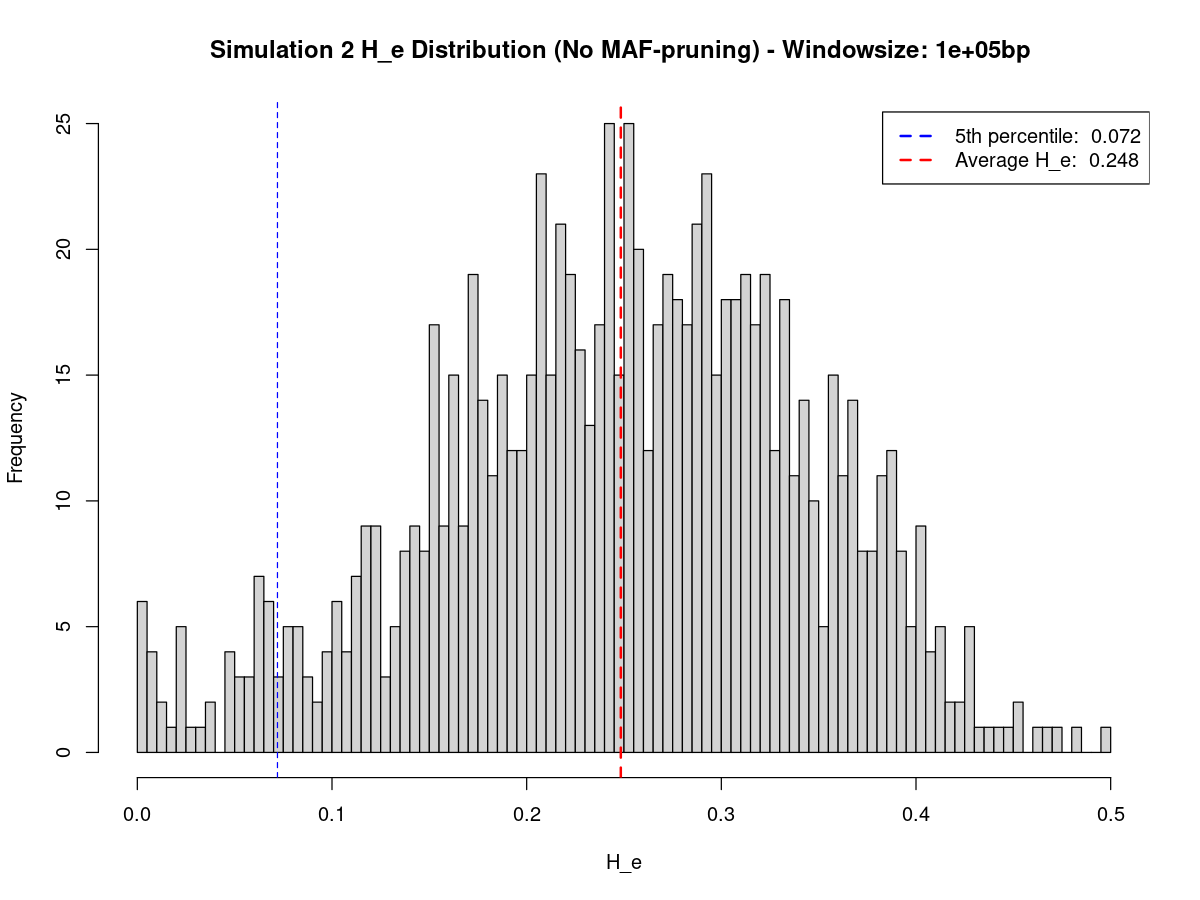 Simulation 2 H_e Distribution (No MAF-pruning) - Windowsize: 1e+05bp
5th percentile: 0.072
Average H_e: 0.248
Frequency
25
20
15
10
5
0
0.0 0.1 0.2 0.3 0.4 0.5
H_e